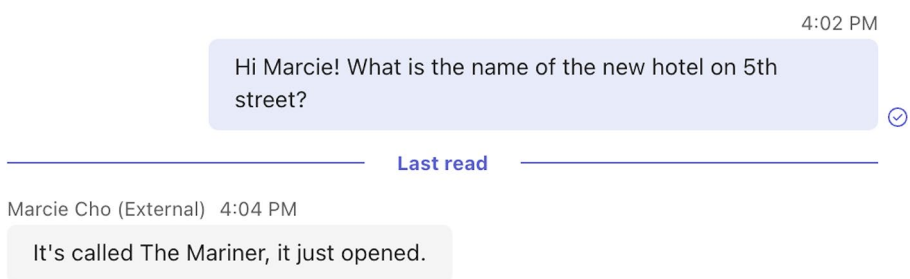 4:02 PM
Hi Marcie! What is the name of the new hotel on 5th
street?
Last read
Marcie Cho (External) 4:04 PM
It's called The Mariner, it just opened.